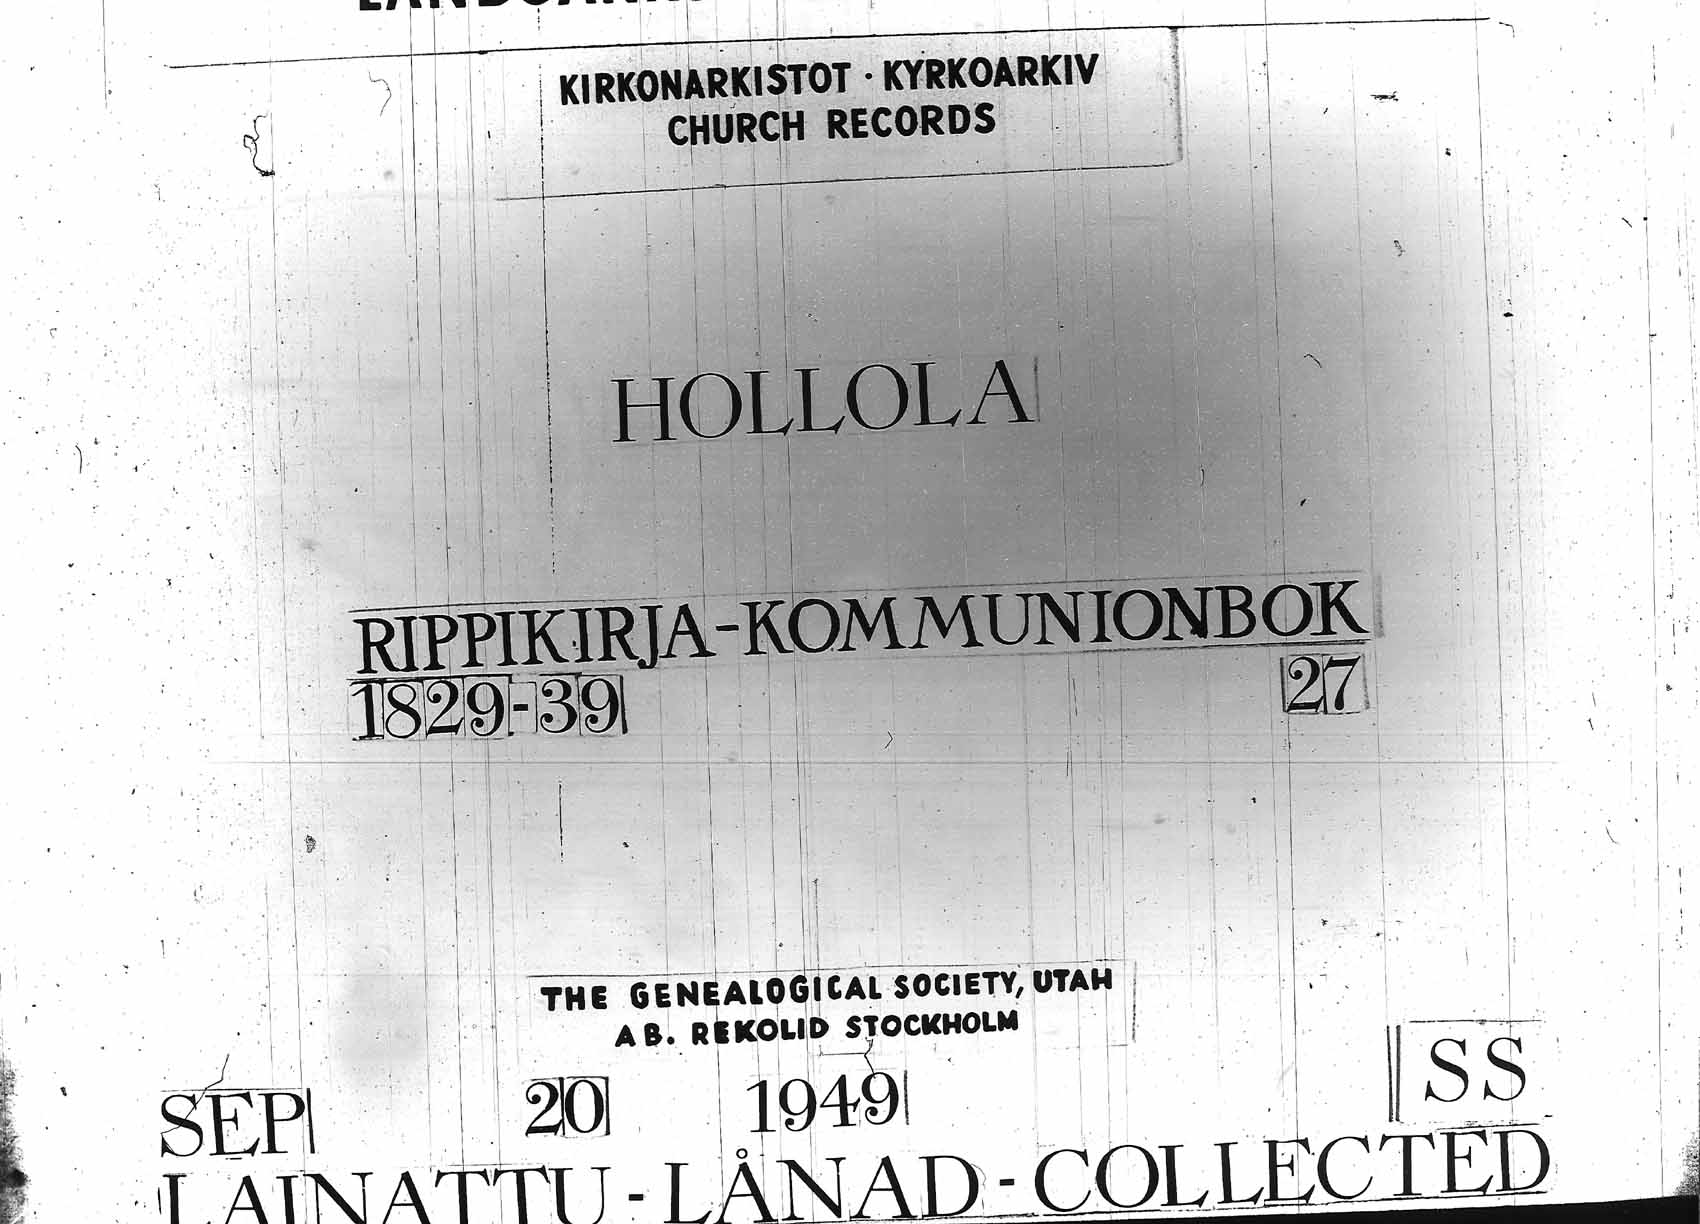 KIRKONARKISTOT · KYRKOARKIV
CHURCH RECORDS
HOLLOLA
RIPPIKIRJA-KOMMUNIONBOK
1829-39 27
THE GENEALOGICAL SOCIETY, UTAH
AB. REKOLID STOCKHOLM
SEP 20 1949 SS
LAINATTU-LÅNAD-COLLECTED